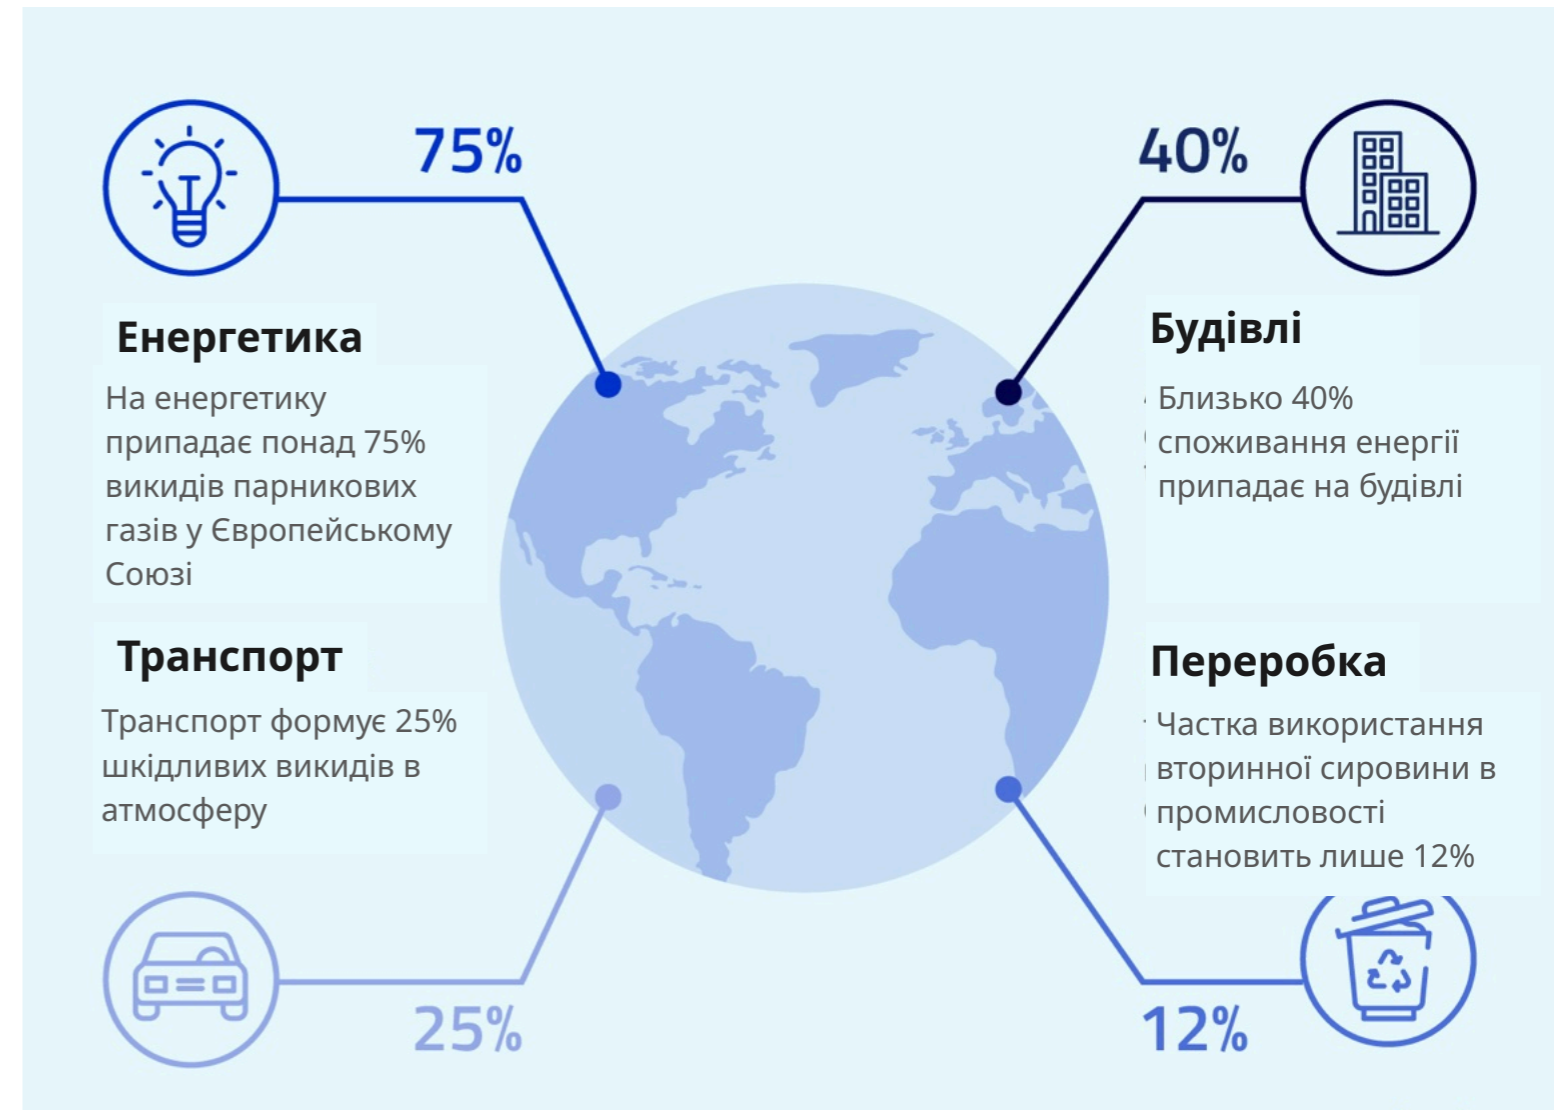 75%
Енергетика
На енергетику
припадає понад 75%
викидів парникових
газів у Європейському
Союзі
40%
Будівлі
Близько 40%
споживання енергії
припадає на будівлі
Транспорт
Транспорт формує 25%
шкідливих викидів в
атмосферу
25%
Переробка
Частка використання
вторинної сировини в
промисловості
становить лише 12%
12%